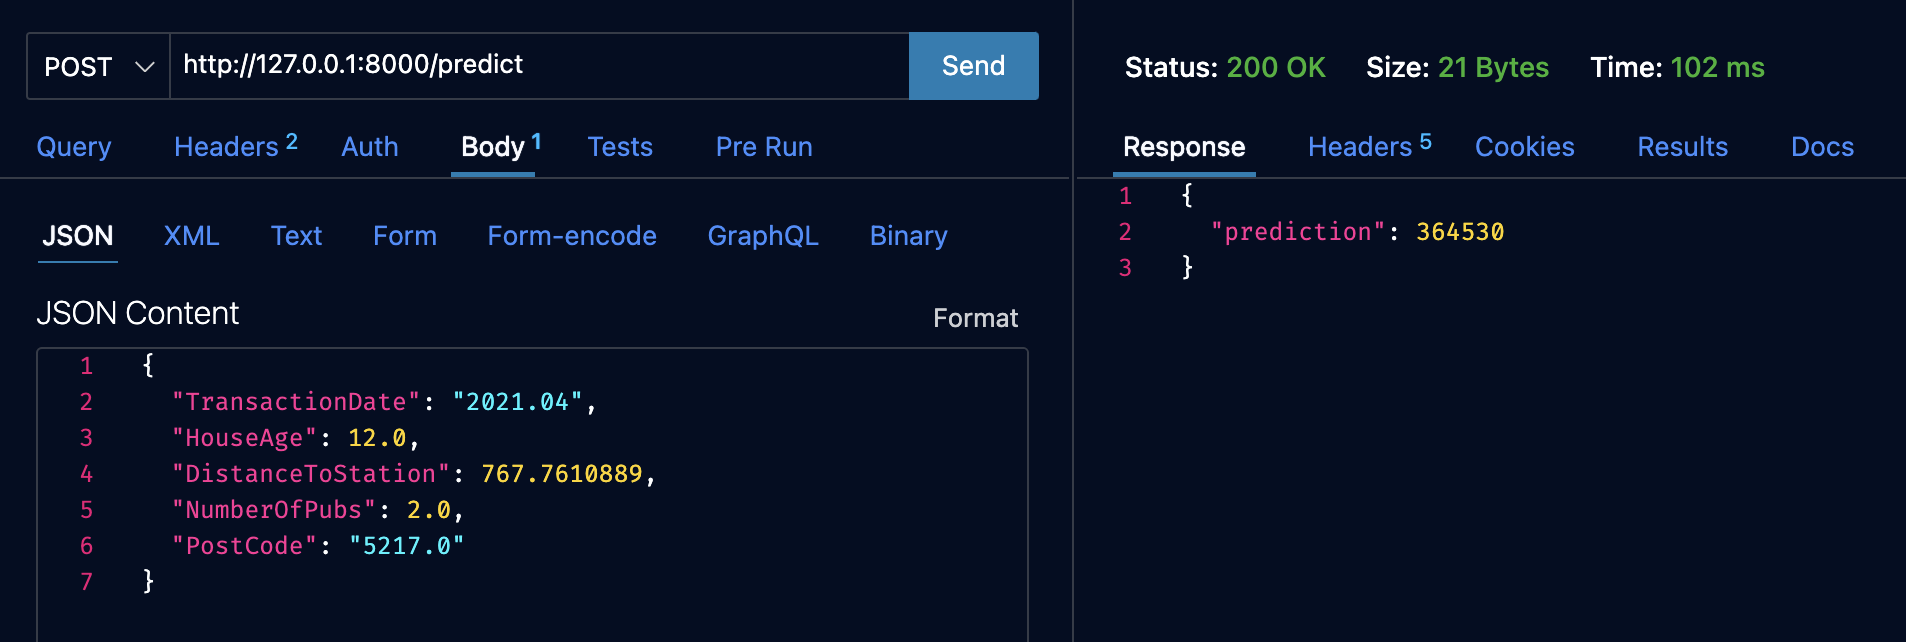 POST http://127.0.0.1:8000/predict Send
Query Headers 2 Auth Body 1 Tests Pre Run
JSON XML Text Form Form-encode GraphQL Binary
JSON Content Format
1 {
2 "TransactionDate": "2021.04",
3 "HouseAge": 12.0,
4 "DistanceToStation": 767.7610889,
5 "NumberOfPubs": 2.0,
6 "PostCode": "5217.0"
7 }
Status: 200 OK Size: 21 Bytes Time: 102 ms
Response Headers 5 Cookies Results Docs
1 {
2 "prediction": 364530
3 }